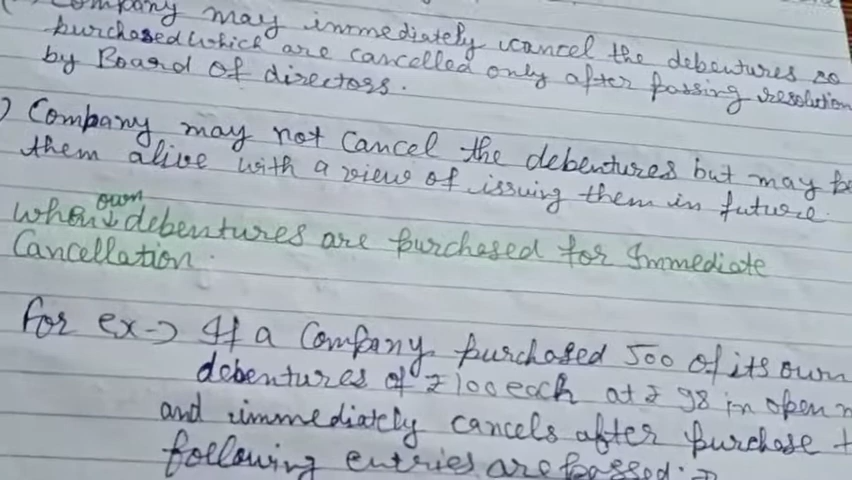 Company may immediately cancel the debentures so
purchased which are cancelled only after passing resolution
by Board of directors.
) Company may not cancel the debentures but may
them alive with a view of issuing them in future.
When own debentures are purchased for Immediate
Cancellation.
For ex → If a Company purchased 500 of its own
debentures of ₹100 each at ₹ 98 in open
and immediately cancels after purchase
following entries are passed:→